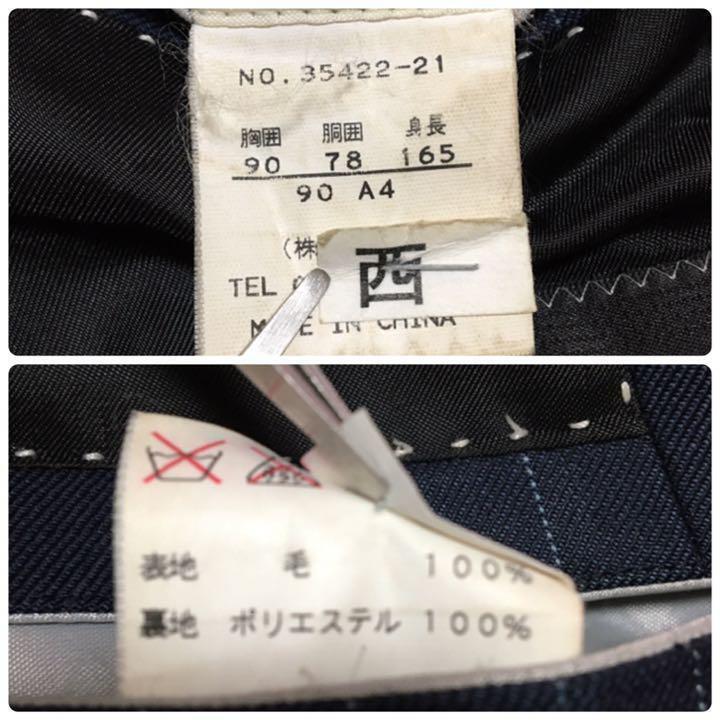 NO.35422-21
胸囲 胴囲 身長
90 78 165
90 A4
(株
西
TEL
IN CHINA
表地 毛 100%
裏地 ポリエステル 100%